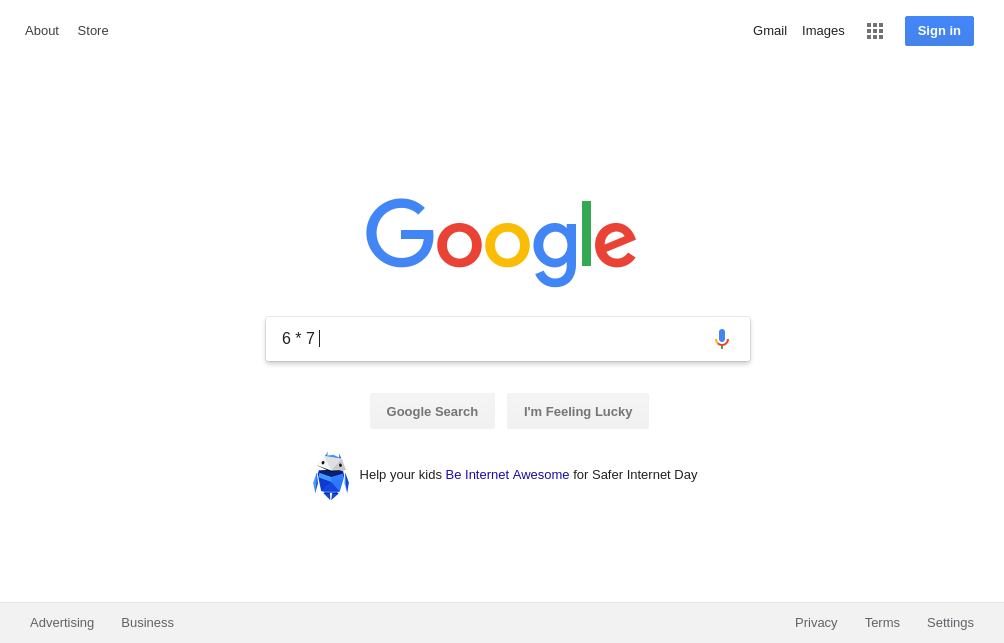 About Store Gmail Images Sign in
Google
6 * 7
Google Search I'm Feeling Lucky
Help your kids Be Internet Awesome for Safer Internet Day
Advertising Business Privacy Terms Settings